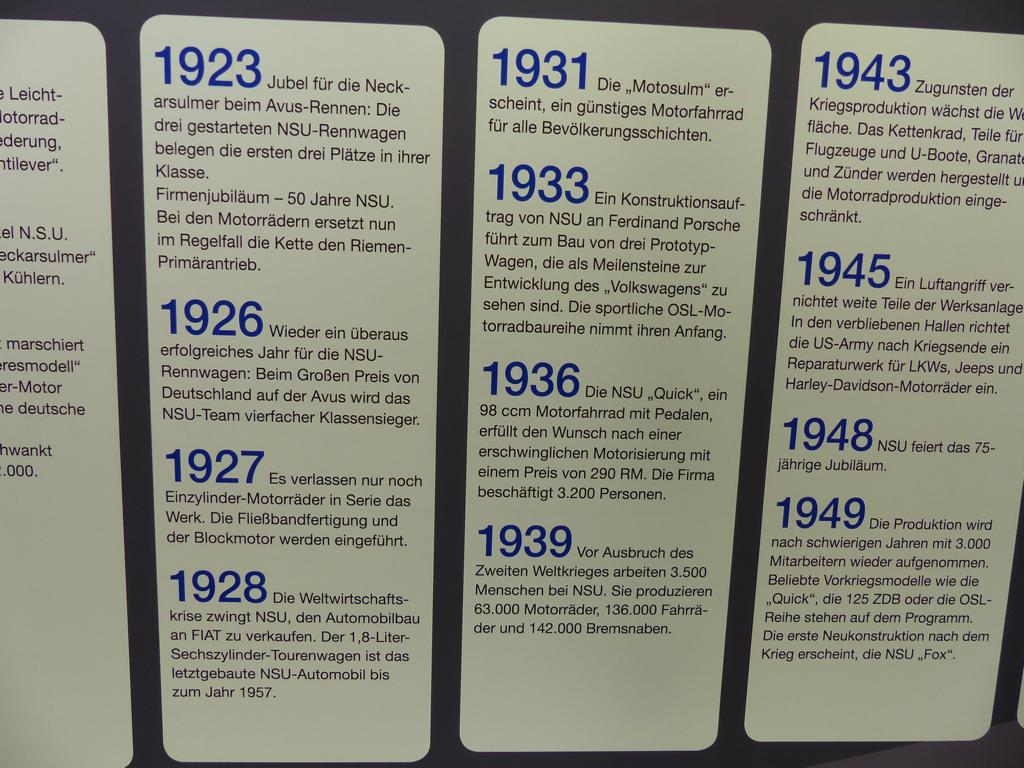 Leicht-
ederung,
ntilever“.
N.S.U.
eckarsulmer“
Kühlern.
marschiert
eresmodell“
er-Motor
deutsche
hwankt
.000.
1923 Jubel für die Neck-
arsulmer beim Avus-Rennen: Die
drei gestarteten NSU-Rennwagen
belegen die ersten drei Plätze in ihrer
Klasse.
Firmenjubiläum – 50 Jahre NSU.
Bei den Motorrädern ersetzt nun
im Regelfall die Kette den Riemen-
Primärantrieb.
1926 Wieder ein überaus
erfolgreiches Jahr für die NSU-
Rennwagen: Beim Großen Preis von
Deutschland auf der Avus wird das
NSU-Team vierfacher Klassensieger.
1927 Es verlassen nur noch
Einzylinder-Motorräder in Serie das
Werk. Die Fließbandfertigung und
der Blockmotor werden eingeführt.
1928 Die Weltwirtschafts-
krise zwingt NSU, den Automobilbau
an FIAT zu verkaufen. Der 1,8-Liter-
Sechszylinder-Tourenwagen ist das
letztgebaute NSU-Automobil bis
zum Jahr 1957.
1931 Die „Motosulm“ er-
scheint, ein günstiges Motorfahrrad
für alle Bevölkerungsschichten.
1933 Ein Konstruktionsauf-
trag von NSU an Ferdinand Porsche
führt zum Bau von drei Prototyp-
Wagen, die als Meilensteine zur
Entwicklung des „Volkswagens“ zu
sehen sind. Die sportliche OSL-Mo-
torradbaureihe nimmt ihren Anfang.
1936 Die NSU „Quick“, ein
98 ccm Motorfahrrad mit Pedalen,
erfüllt den Wunsch nach einer
erschwinglichen Motorisierung mit
einem Preis von 290 RM. Die Firma
beschäftigt 3.200 Personen.
1939 Vor Ausbruch des
Zweiten Weltkrieges arbeiten 3.500
Menschen bei NSU. Sie produzieren
63.000 Motorräder, 136.000 Fahrrä-
der und 142.000 Bremsnaben.
1943 Zugunsten der
Kriegsproduktion wächst die We
fläche. Das Kettenkrad, Teile für
Flugzeuge und U-Boote, Granate
und Zünder werden hergestellt u
die Motorradproduktion einge-
schränkt.
1945 Ein Luftangriff ver-
nichtet weite Teile der Werksanlage
In den verbliebenen Hallen richtet
die US-Army nach Kriegsende ein
Reparaturwerk für LKWs, Jeeps und
Harley-Davidson-Motorräder ein.
1948 NSU feiert das 75-
jährige Jubiläum.
1949 Die Produktion wird
nach schwierigen Jahren mit 3.000
Mitarbeitern wieder aufgenommen.
Beliebte Vorkriegsmodelle wie die
„Quick“, die 125 ZDB oder die OSL-
Reihe stehen auf dem Programm.
Die erste Neukonstruktion nach dem
Krieg erscheint, die NSU „Fox“.